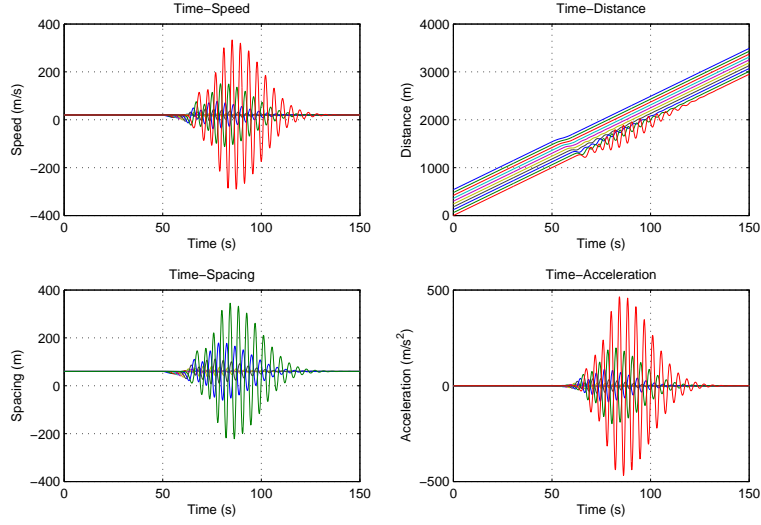 Time−Speed
400
200
0
−200
−400
0
50
100
150
Speed (m/s)
Time (s)
Time−Distance
4000
3000
2000
1000
0
0
50
100
150
Distance (m)
Time (s)
Time−Spacing
400
200
0
−200
−400
0
50
100
150
Spacing (m)
Time (s)
Time−Acceleration
500
0
−500
0
50
100
150
Acceleration (m/s²)
Time (s)